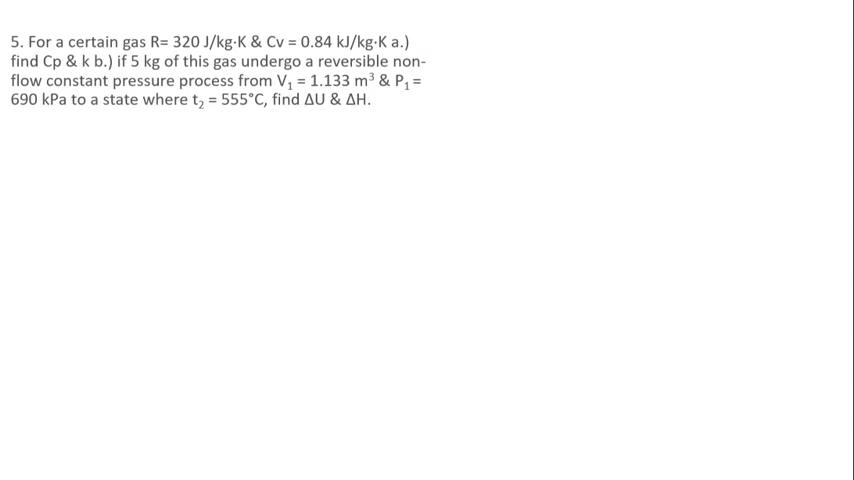 5. For a certain gas R= 320 J/kg·K & Cv = 0.84 kJ/kg·K a.)
find Cp & k b.) if 5 kg of this gas undergo a reversible non-
flow constant pressure process from V₁ = 1.133 m³ & P₁ =
690 kPa to a state where t₂ = 555°C, find ΔU & ΔH.